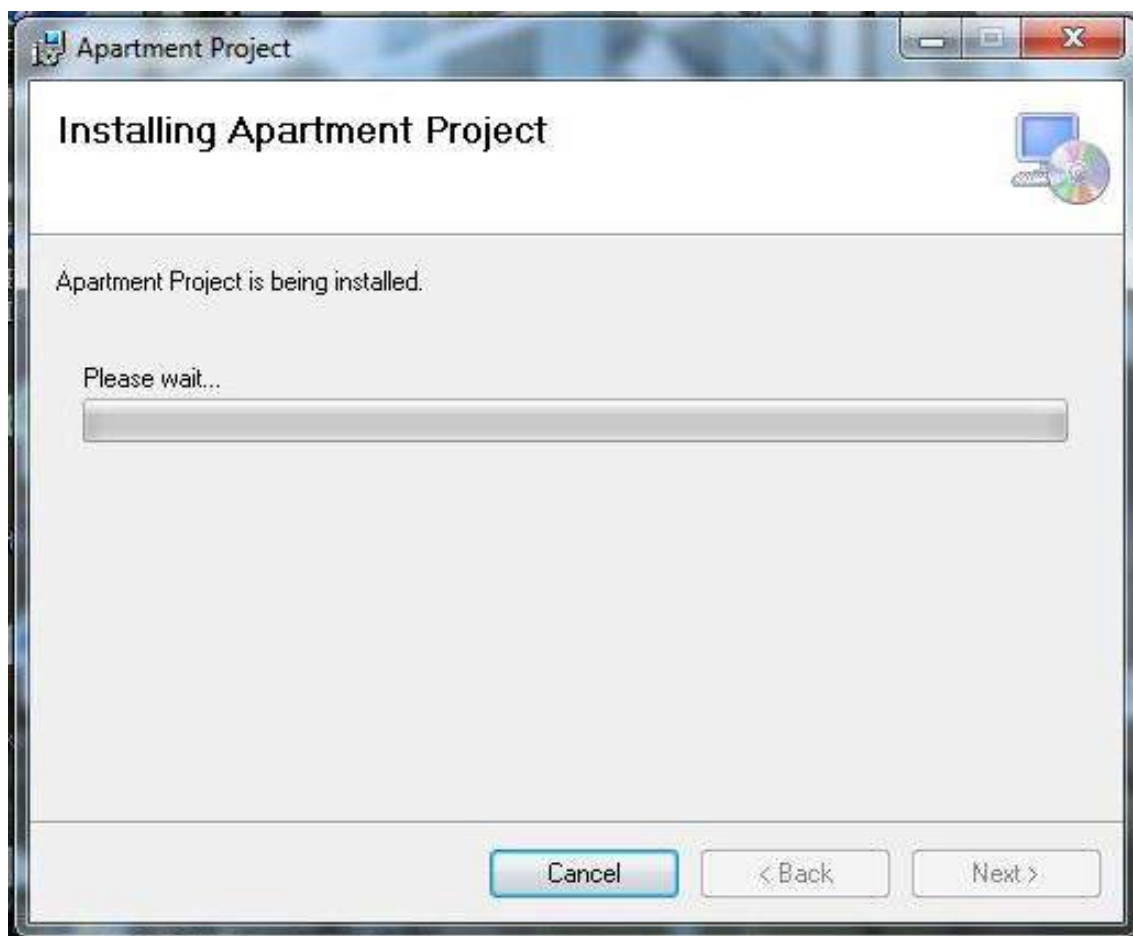 Apartment Project
Installing Apartment Project
Apartment Project is being installed.
Please wait...
Cancel
< Back
Next >